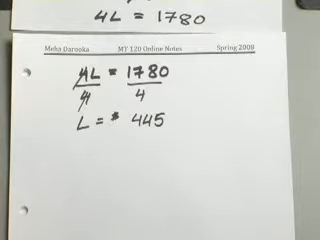 4L = 1780
Meha Darooka MY 120 Online Notes Spring 2008
4L = 1780
4 4
L = $ 445